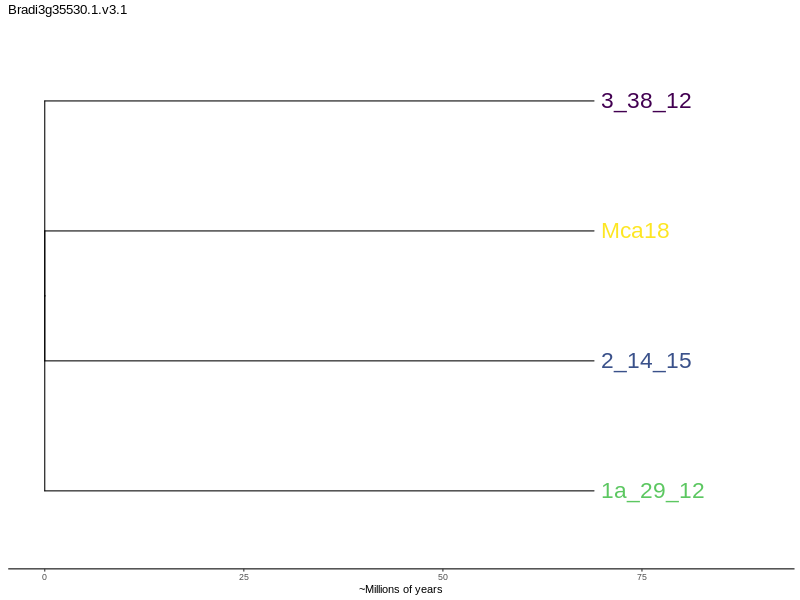 Bradi3g35530.1.v3.1
3_38_12
Mca18
2_14_15
1a_29_12
0 25 50 75
~Millions of years